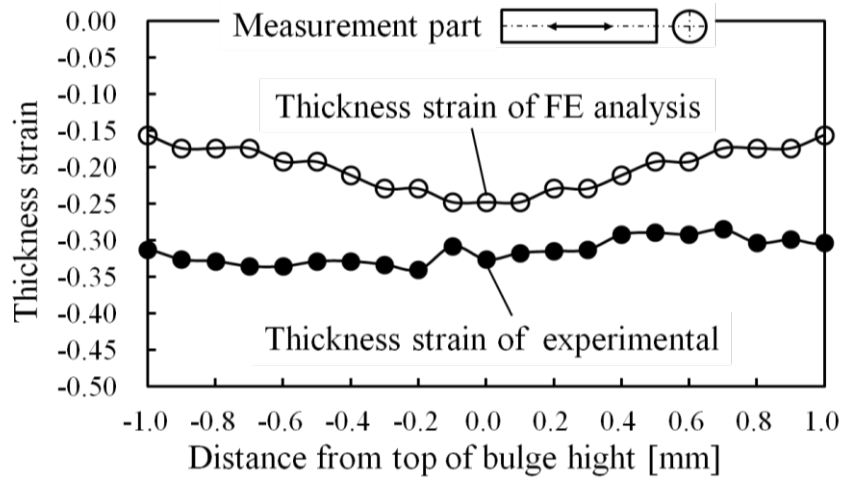 0.00
-0.05
-0.10
-0.15
-0.20
-0.25
-0.30
-0.35
-0.40
-0.45
-0.50
Thickness strain
Measurement part
Thickness strain of FE analysis
Thickness strain of experimental
-1.0 -0.8 -0.6 -0.4 -0.2 0.0 0.2 0.4 0.6 0.8 1.0
Distance from top of bulge hight [mm]